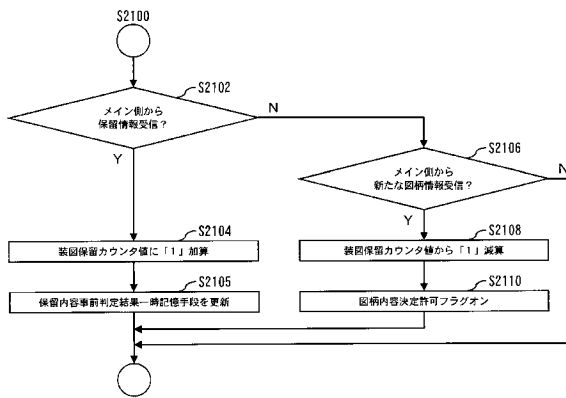 S2100
S2102
メイン側から
保留情報受信？
N
Y
S2106
メイン側から
新たな図柄情報受信？
N
Y
S2104
装図保留カウンタ値に「１」加算
S2108
装図保留カウンタ値から「１」減算
S2105
保留内容事前判定結果一時記憶手段を更新
S2110
図柄内容決定許可フラグオン